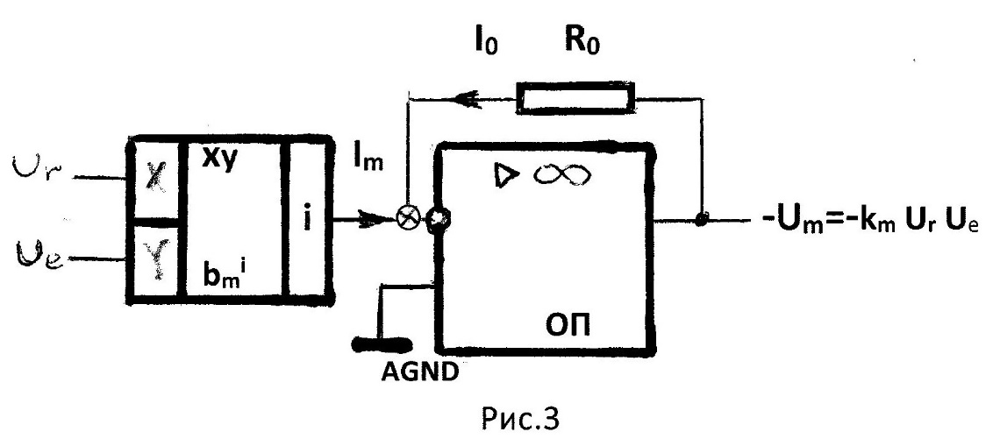 I₀ R₀
Uᵣ X xy Iₘ ▷ ∞
i -Uₘ=-kₘ Uᵣ Uₑ
Uₑ Y bₘⁱ
ОП
AGND
Рис.3